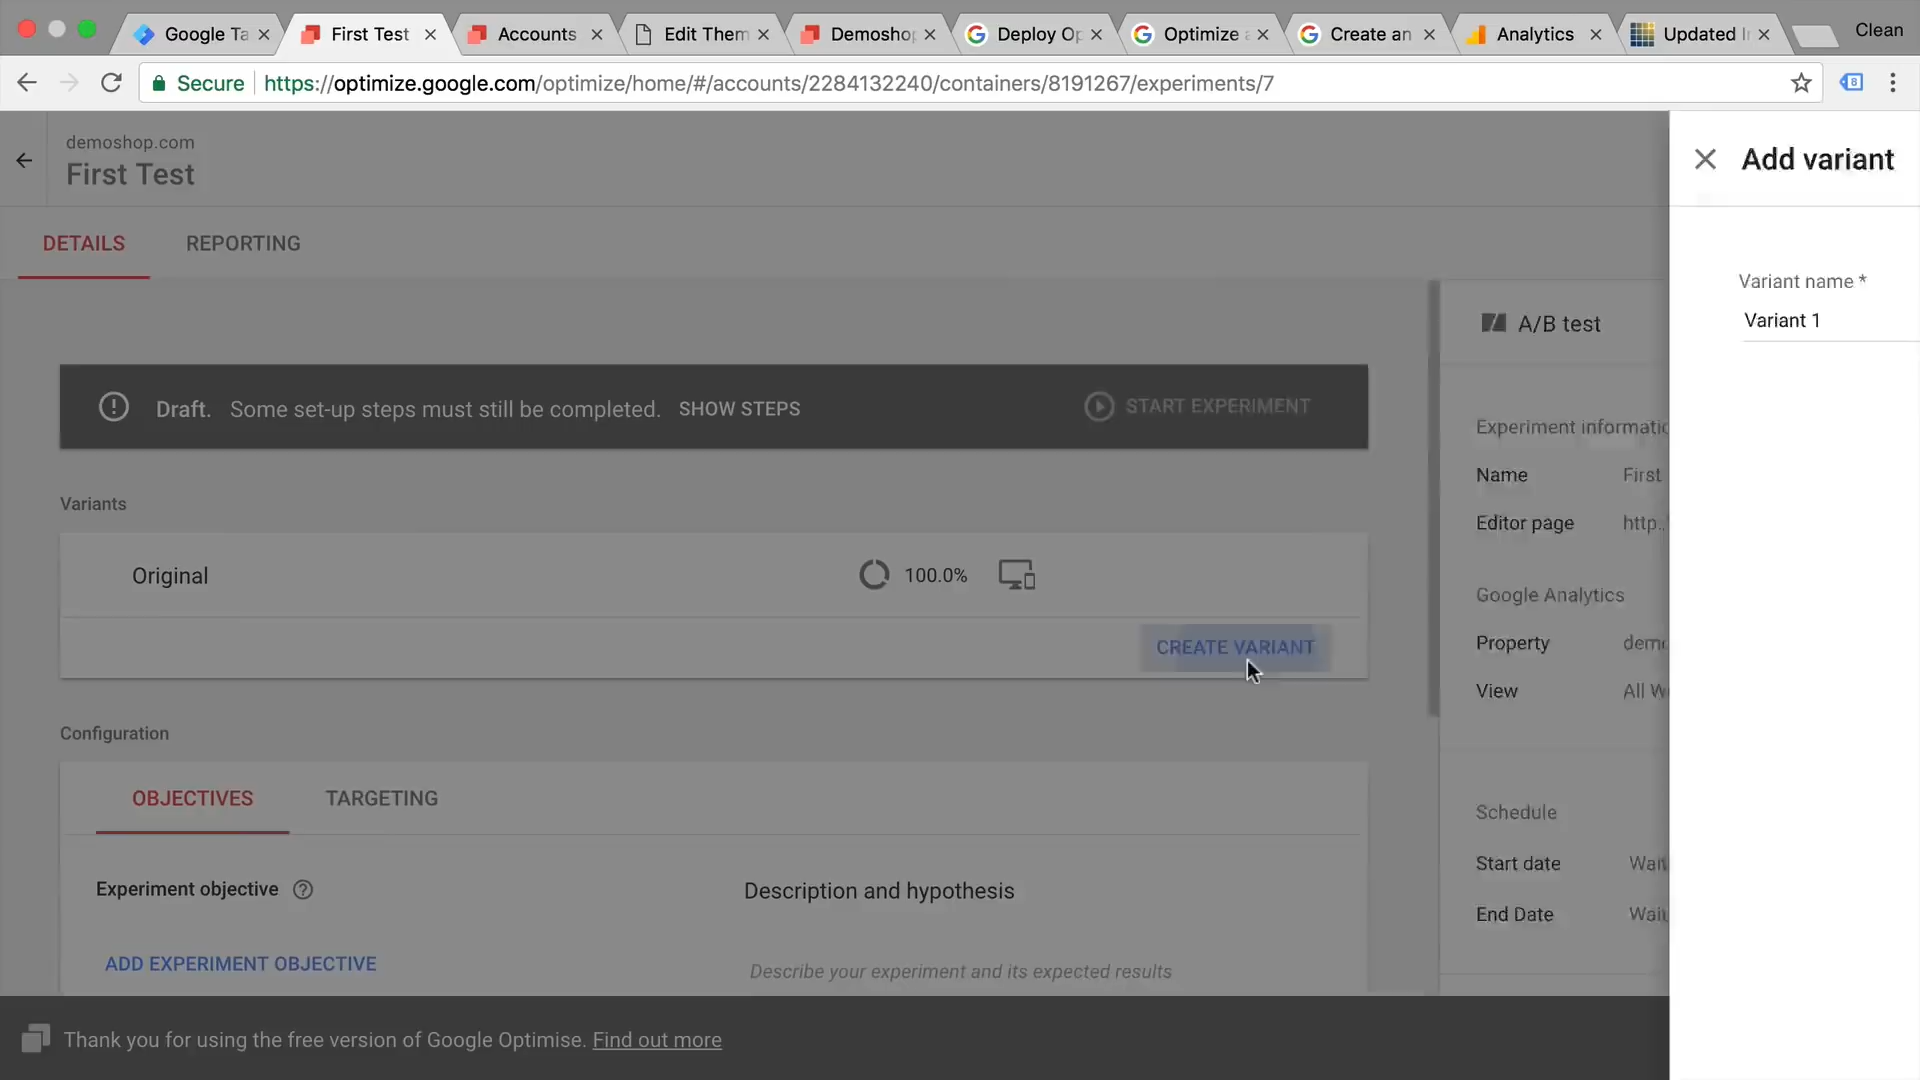 Google Ta
First Test
Accounts
Edit Them
Demoshop
Deploy Op
Optimize a
Create an
Analytics
Updated I
Clean
Secure
https://optimize.google.com/optimize/home/#/accounts/2284132240/containers/8191267/experiments/7
8
demoshop.com
First Test
Add variant
DETAILS
REPORTING
Variant name *
Variant 1
A/B test
Draft. Some set-up steps must still be completed. SHOW STEPS
START EXPERIMENT
Experiment informatio
Name
First
Editor page
http.
Variants
Original
100.0%
CREATE VARIANT
Google Analytics
Property
demo
View
All W
Configuration
OBJECTIVES
TARGETING
Schedule
Start date
Wait
End Date
Wait
Experiment objective
Description and hypothesis
ADD EXPERIMENT OBJECTIVE
Describe your experiment and its expected results
Thank you for using the free version of Google Optimise. Find out more